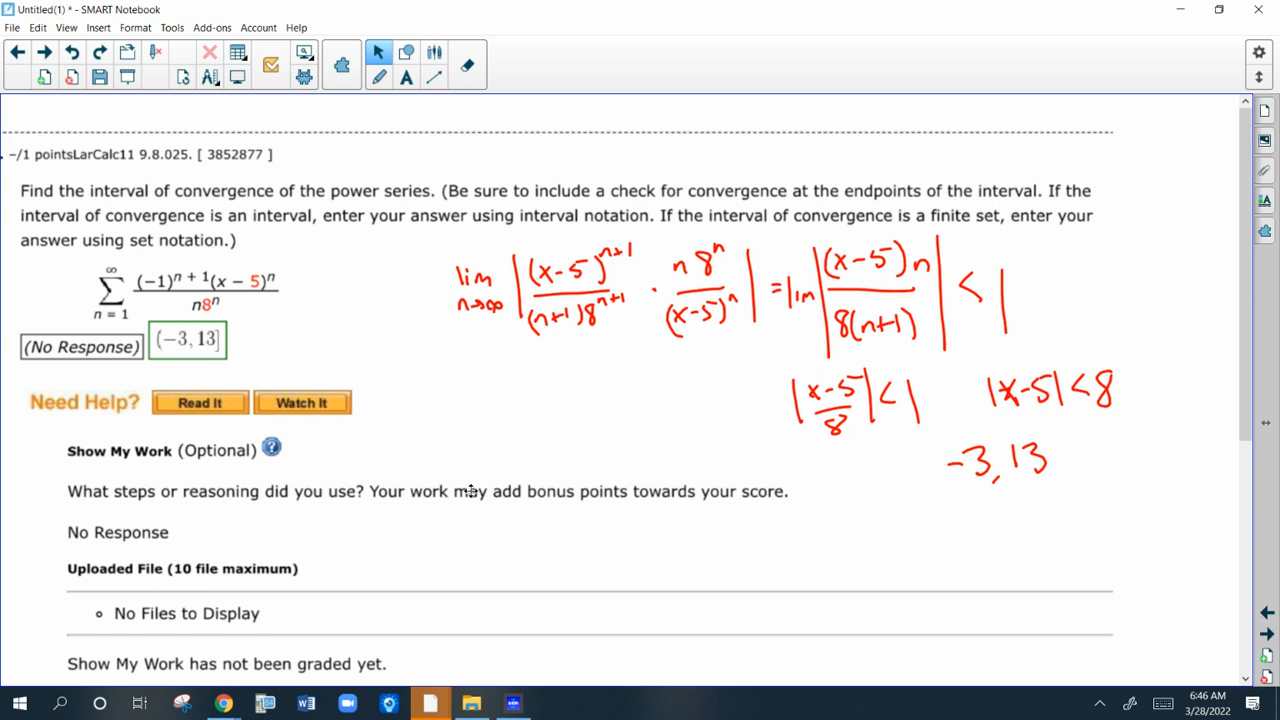 Untitled(1) * - SMART Notebook
File Edit View Insert Format Tools Add-ons Account Help
–/1 pointsLarCalc11 9.8.025. [ 3852877 ]
Find the interval of convergence of the power series. (Be sure to include a check for convergence at the endpoints of the interval. If the
interval of convergence is an interval, enter your answer using interval notation. If the interval of convergence is a finite set, enter your
answer using set notation.)
∞ ∑ n = 1 (−1)^(n + 1)(x − 5)^n / n8^n
lim n→∞ |(x−5)^(n+1) / (n+1)8^(n+1) · n8^n / (x−5)^n| = lim |(x−5)n / 8(n+1)| < 1
(No Response) (−3, 13]
|x−5 / 8| < 1 |x−5| < 8
Need Help? Read It Watch It
Show My Work (Optional) ?
−3, 13
What steps or reasoning did you use? Your work may add bonus points towards your score.
No Response
Uploaded File (10 file maximum)
No Files to Display
Show My Work has not been graded yet.
6:46 AM
3/28/2022